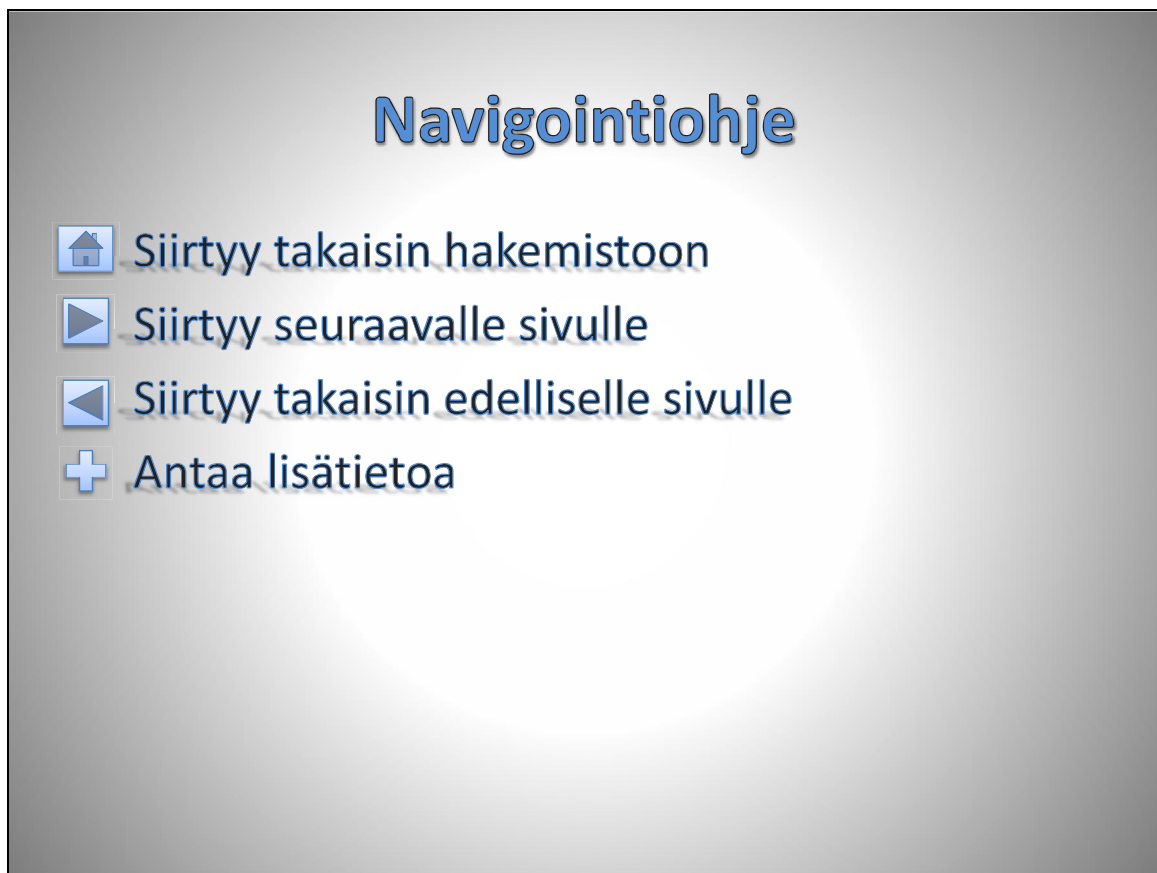 Navigointiohje
Siirtyy takaisin hakemistoon
Siirtyy seuraavalle sivulle
Siirtyy takaisin edelliselle sivulle
Antaa lisätietoa